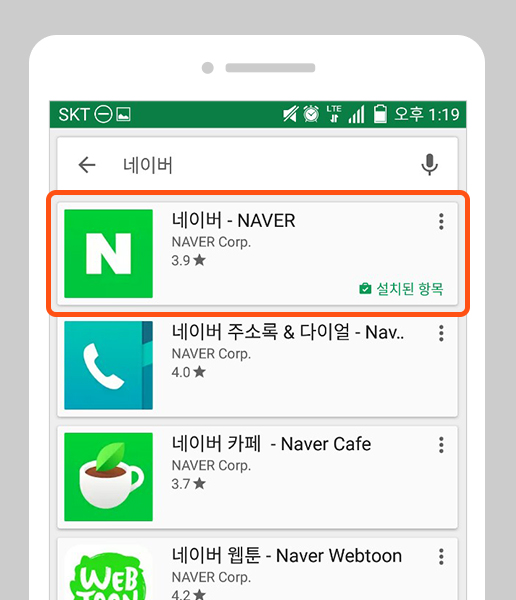 SKT LTE 오후 1:19
네이버
N
네이버 - NAVER
NAVER Corp.
3.9★
설치된 항목
네이버 주소록 & 다이얼 - Nav..
NAVER Corp.
4.0★
네이버 카페 - Naver Cafe
NAVER Corp.
3.7★
네이버 웹툰 - Naver Webtoon
NAVER Corp.
4.2★
WEB
TOON